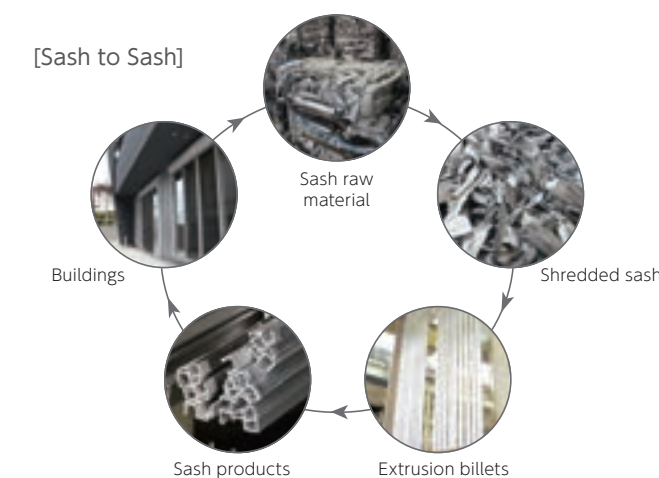 [Sash to Sash]
Sash raw
material
Buildings
Shredded sash
Sash products
Extrusion billets